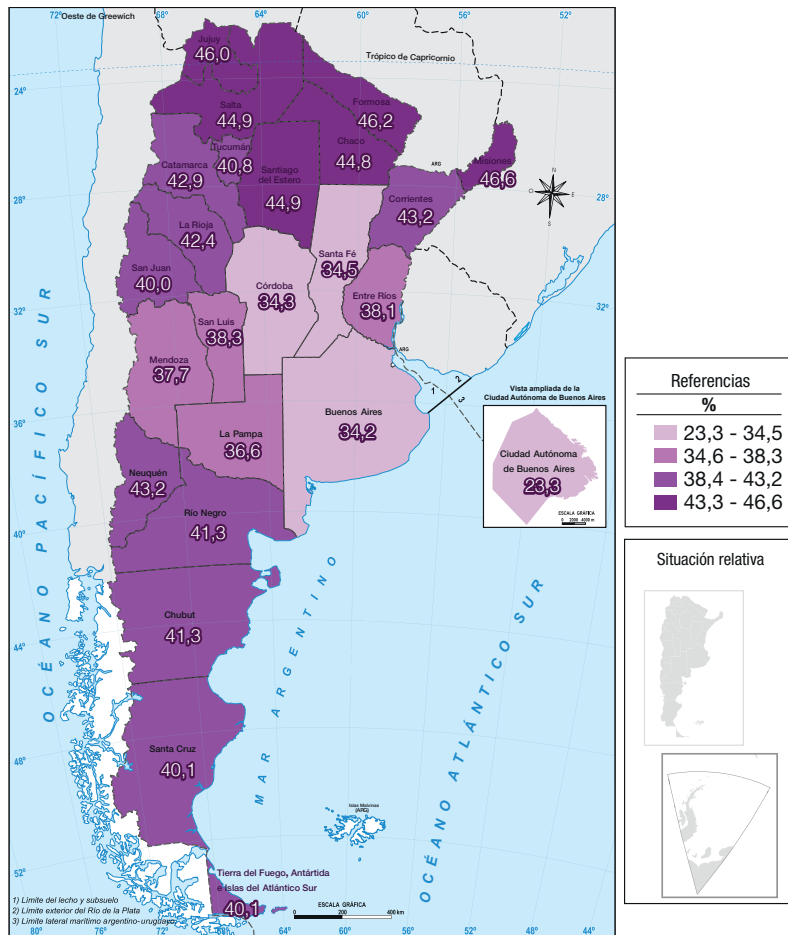 72° Oeste de Greewich 68° 64° 60° 56° 52°
Trópico de Capricornio
24°
28°
32°
36°
40°
44°
48°
52°
24°
28°
32°
Jujuy
46,0
Salta
44,9
Formosa
46,2
Chaco
44,8
Tucumán
40,8
Catamarca
42,9
Santiago
del Estero
44,9
Misiones
46,6
ARG
Corrientes
43,2
N
O E
S
La Rioja
42,4
San Juan
40,0
Santa Fé
34,5
Córdoba
34,3
Entre Ríos
38,1
San Luis
38,3
Mendoza
37,7
ARG
1
2
3
Buenos Aires
34,2
La Pampa
36,6
Neuquén
43,2
Río Negro
41,3
Chubut
41,3
Santa Cruz
40,1
Tierra del Fuego, Antártida
e Islas del Atlántico Sur
40,1
Islas Malvinas
(ARG)
OCÉANO PACÍFICO SUR
MAR ARGENTINO
OCÉANO ATLÁNTICO SUR
Vista ampliada de la
Ciudad Autónoma de Buenos Aires
Ciudad Autónoma
de Buenos Aires
23,3
ESCALA GRÁFICA
0 2000 4000 m
1) Limite del lecho y subsuelo
2) Limite exterior del Río de la Plata
3) Limite lateral marítimo argentino-uruguayo
ESCALA GRÁFICA
0 200 400 km
80° 76° 72° 68° 64° 60° 56° 52° 48° 44°
Referencias
%
23,3 - 34,5
34,6 - 38,3
38,4 - 43,2
43,3 - 46,6
Situación relativa